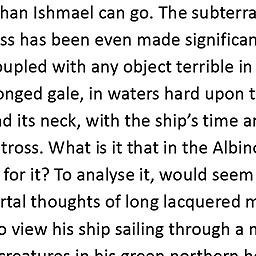 han Ishmael can go. The subterra
ss has been even made significan
oupled with any object terrible in
onged gale, in waters hard upon t
d its neck, with the ship's time a
tross. What is it that in the Albin
for it? To analyse it, would seem
rtal thoughts of long lacquered m
o view his ship sailing through a m
creatures in his green northern h